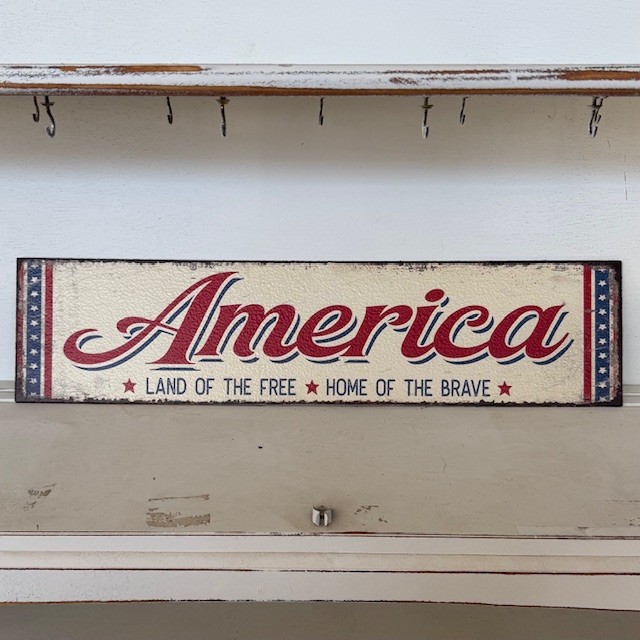 America
LAND OF THE FREE ★ HOME OF THE BRAVE